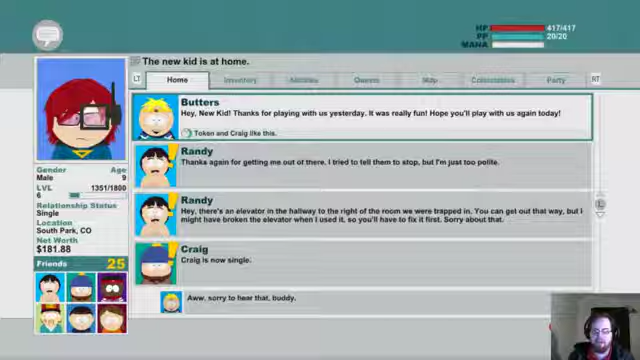 HP 417/417
PP 20/20
MANA
The new kid is at home.
LT Home Inventory Abilities Quests Map Collectables Party RT
Butters
Hey, New Kid! Thanks for playing with us yesterday. It was really fun! Hope you'll play with us again today!
Token and Craig like this.
Randy
Thanks again for getting me out of there. I tried to tell them to stop, but I'm just too polite.
Randy
Hey, there's an elevator in the hallway to the right of the room we were trapped in. You can get out that way, but I
might have broken the elevator when I used it, so you'll have to fix it first. Sorry about that.
Craig
Craig is now single.
Aww, sorry to hear that, buddy.
Gender Age
Male 9
LVL 1351/1800
6
Relationship Status
Single
Location
South Park, CO
Net Worth
$181.88
Friends 25
L